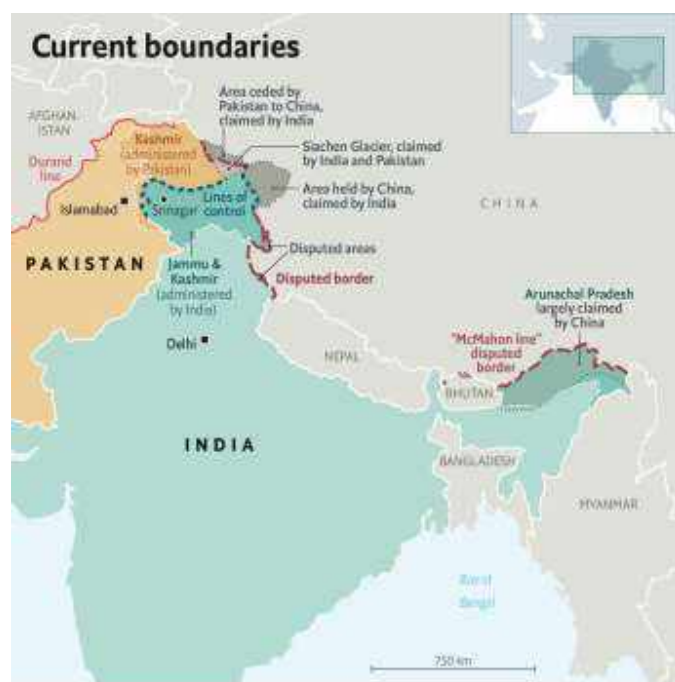 Current boundaries
Area ceded by
Pakistan to China,
claimed by India
AFGHAN-
ISTAN
Kashmir
(administered
by Pakistan)
Siachen Glacier, claimed
by India and Pakistan
Durand
line
Area held by China,
claimed by India
CHINA
Islamabad
Srinagar
Lines of
control
PAKISTAN
Jammu &
Kashmir
(administered
by India)
Disputed areas
Disputed border
Arunachal Pradesh
largely claimed
by China
Delhi
NEPAL
"McMahon line"
disputed
border
BHUTAN
INDIA
BANGLADESH
MYANMAR
Bay of
Bengal
750 km